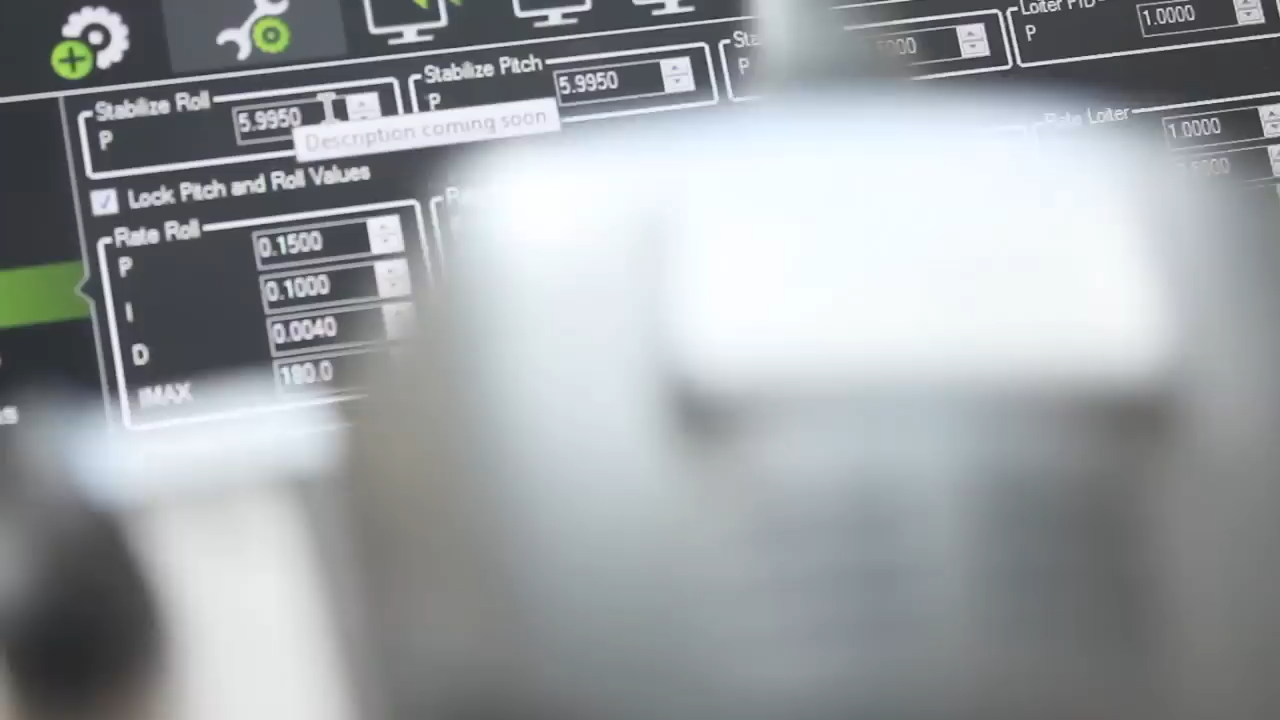 Stabilize Roll
P
5.9950
Stabilize Pitch
P
5.9950
P
Loiter PID
P
1.0000
Description coming soon
Lock Pitch and Roll Values
Rate Roll
P
0.1500
I
0.1000
D
0.0040
IMAX
180.0
Rate Loiter
1.0000